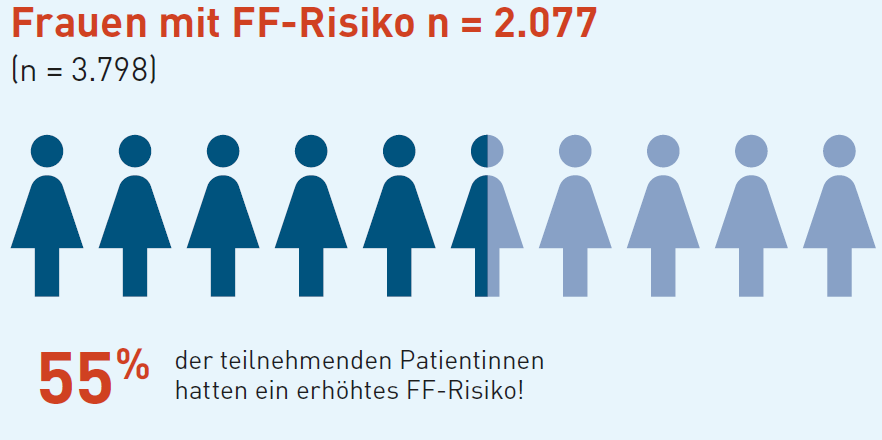 Frauen mit FF-Risiko n = 2.077
(n = 3.798)
55%
der teilnehmenden Patientinnen
hatten ein erhöhtes FF-Risiko!